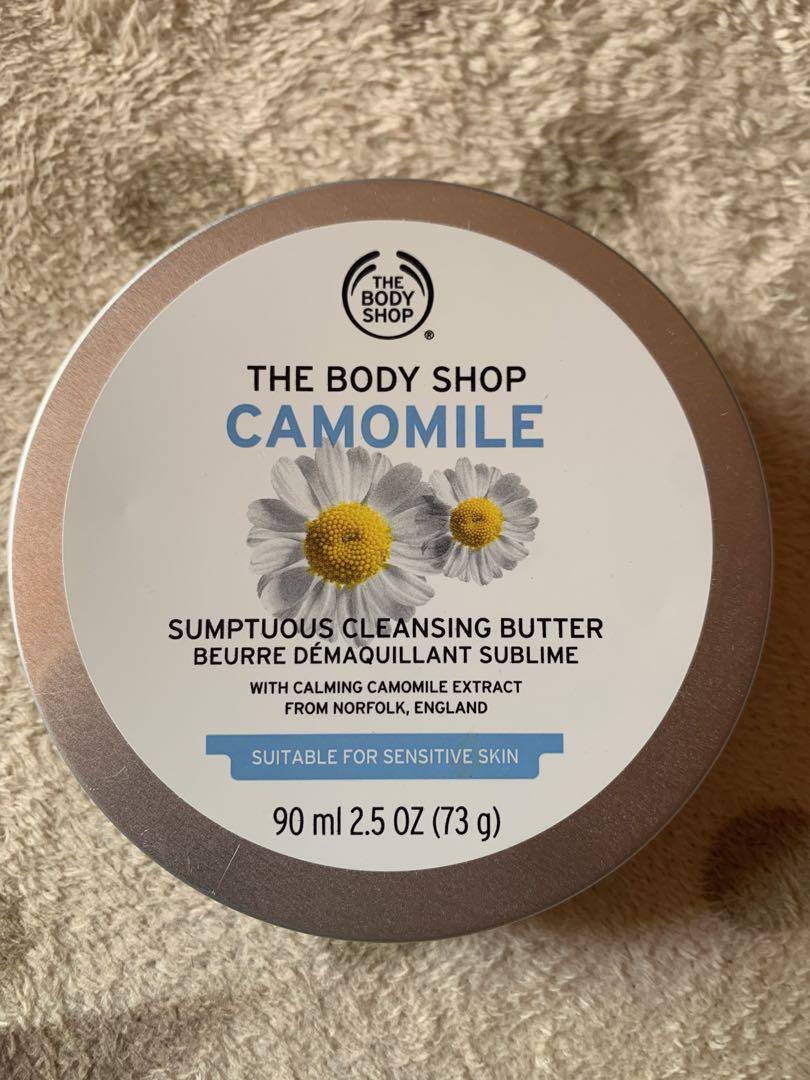 THE
BODY
SHOP
®
THE BODY SHOP
CAMOMILE
SUMPTUOUS CLEANSING BUTTER
BEURRE DÉMAQUILLANT SUBLIME
WITH CALMING CAMOMILE EXTRACT
FROM NORFOLK, ENGLAND
SUITABLE FOR SENSITIVE SKIN
90 ml 2.5 OZ (73 g)